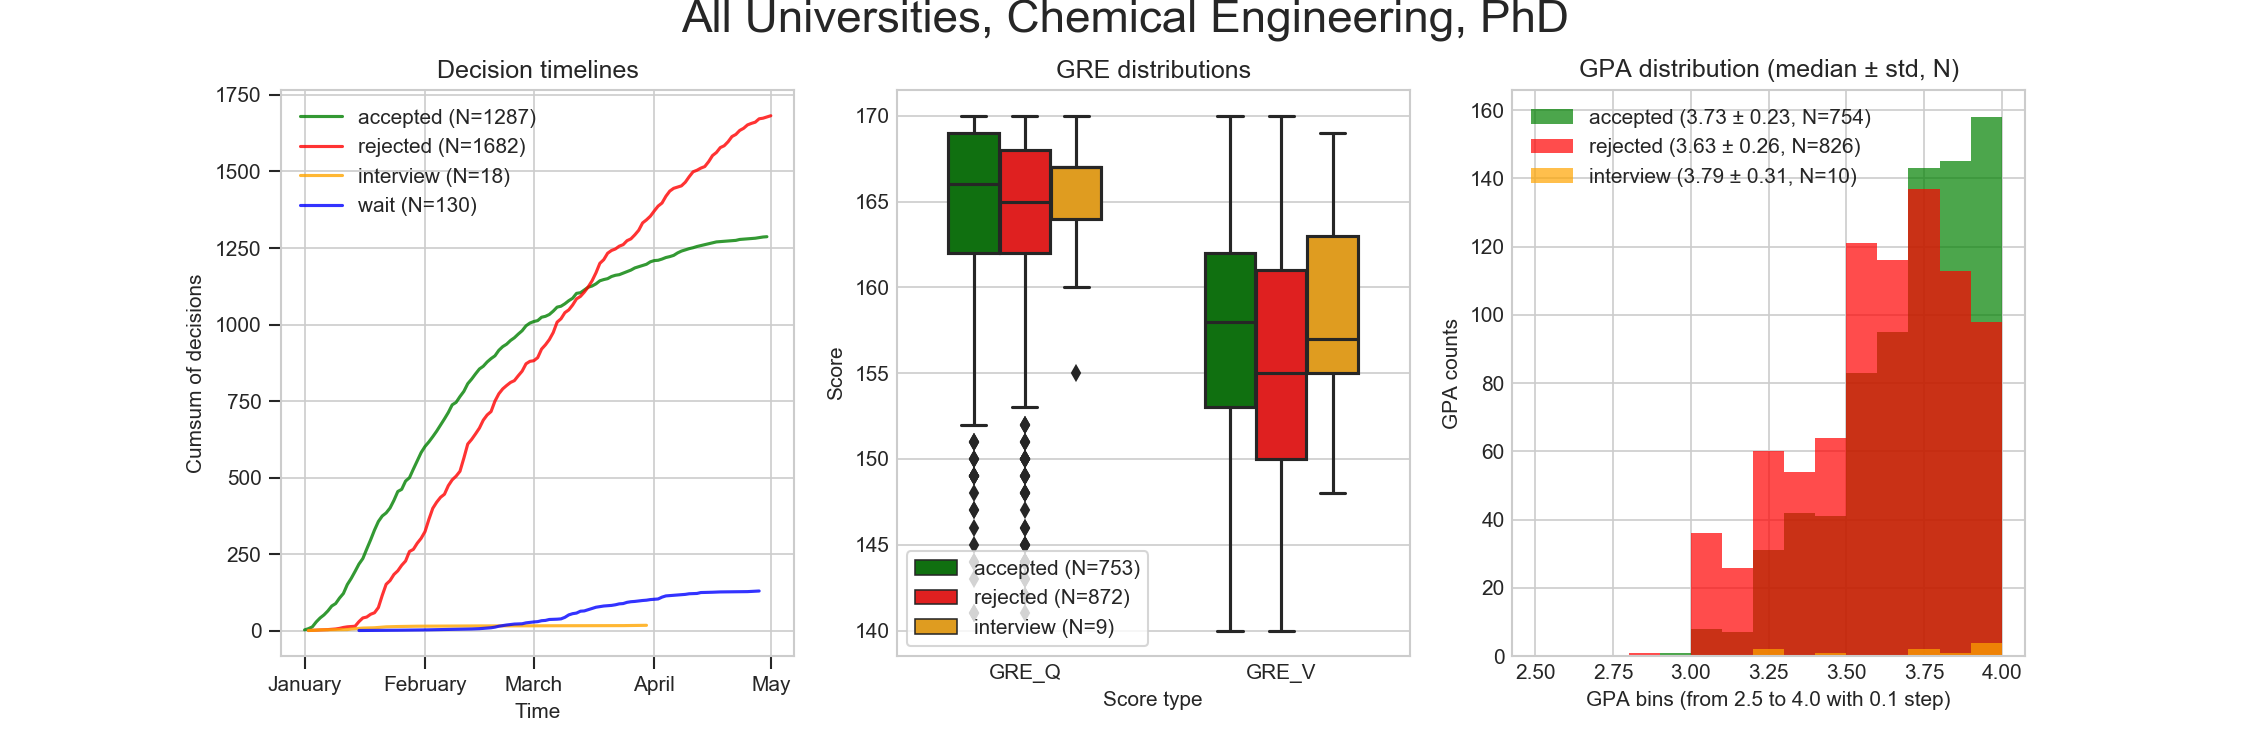 All Universities, Chemical Engineering, PhD
Decision timelines
1750
1500
1250
1000
750
500
250
0
Cumsum of decisions
accepted (N=1287)
rejected (N=1682)
interview (N=18)
wait (N=130)
January February March April May
Time
GRE distributions
170
165
160
155
150
145
140
Score
accepted (N=753)
rejected (N=872)
interview (N=9)
GRE_Q GRE_V
Score type
GPA distribution (median ± std, N)
160
140
120
100
80
60
40
20
0
GPA counts
accepted (3.73 ± 0.23, N=754)
rejected (3.63 ± 0.26, N=826)
interview (3.79 ± 0.31, N=10)
2.50 2.75 3.00 3.25 3.50 3.75 4.00
GPA bins (from 2.5 to 4.0 with 0.1 step)